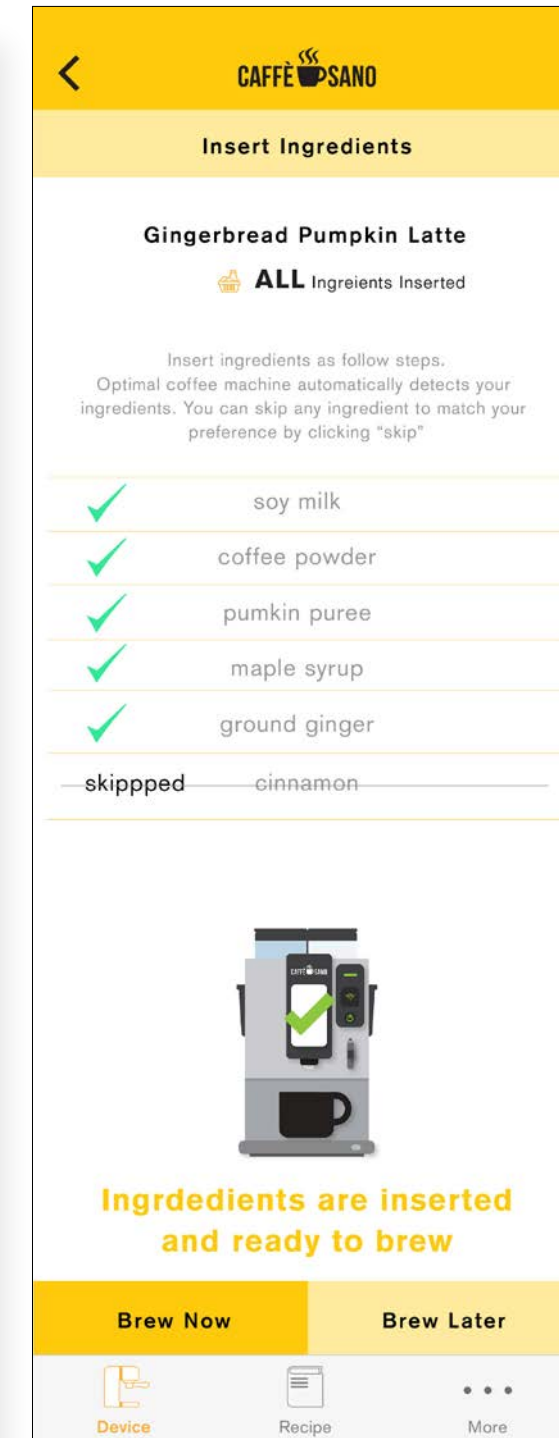 CAFFÈ SANO
Insert Ingredients
Gingerbread Pumpkin Latte
ALL Ingreients Inserted
Insert ingredients as follow steps.
Optimal coffee machine automatically detects your
ingredients. You can skip any ingredient to match your
preference by clicking “skip”
soy milk
coffee powder
pumkin puree
maple syrup
ground ginger
skippped cinnamon
CAFFÈ SANO
Ingrdedients are inserted
and ready to brew
Brew Now Brew Later
Device Recipe More